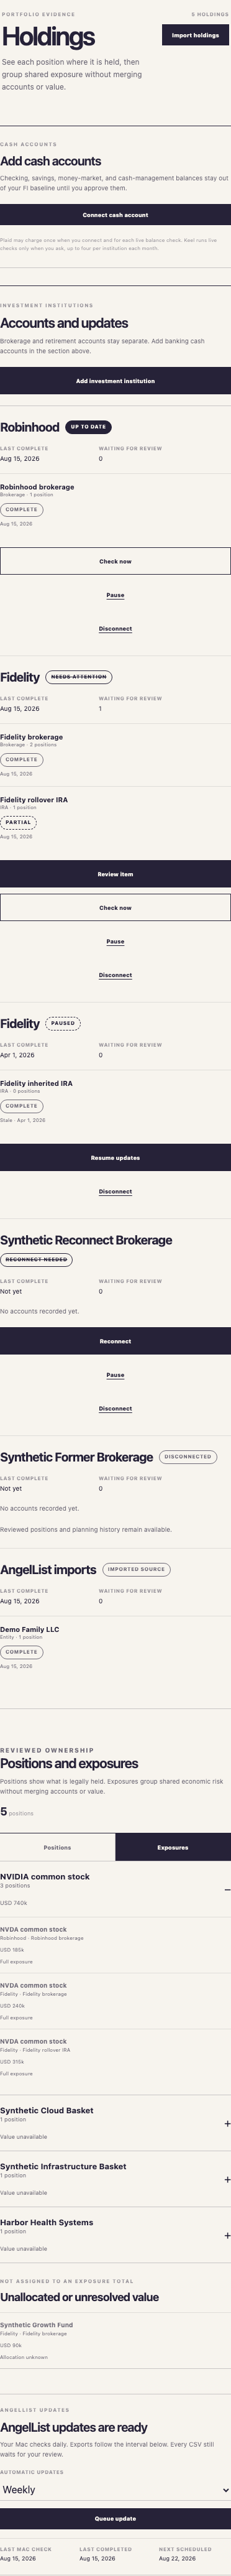 PORTFOLIO EVIDENCE
5 HOLDINGS
Holdings
Import holdings
See each position where it is held, then
group shared exposure without merging
accounts or value.
CASH ACCOUNTS
Add cash accounts
Checking, savings, money-market, and cash-management balances stay out
of your FI baseline until you approve them.
Connect cash account
Plaid may charge once when you connect and for each live balance check. Keel runs live
checks only when you ask, up to four per institution each month.
INVESTMENT INSTITUTIONS
Accounts and updates
Brokerage and retirement accounts stay separate. Add banking cash
accounts in the section above.
Add investment institution
Robinhood
UP TO DATE
LAST COMPLETE
WAITING FOR REVIEW
Aug 15, 2026
0
Robinhood brokerage
Brokerage · 1 position
COMPLETE
Aug 15, 2026
Check now
Pause
Disconnect
Fidelity
NEEDS ATTENTION
LAST COMPLETE
WAITING FOR REVIEW
Aug 15, 2026
1
Fidelity brokerage
Brokerage · 2 positions
COMPLETE
Aug 15, 2026
Fidelity rollover IRA
IRA · 1 position
PARTIAL
Aug 15, 2026
Review item
Check now
Pause
Disconnect
Fidelity
PAUSED
LAST COMPLETE
WAITING FOR REVIEW
Apr 1, 2026
0
Fidelity inherited IRA
IRA · 0 positions
COMPLETE
Stale · Apr 1, 2026
Resume updates
Disconnect
Synthetic Reconnect Brokerage
RECONNECT NEEDED
LAST COMPLETE
WAITING FOR REVIEW
Not yet
0
No accounts recorded yet.
Reconnect
Pause
Disconnect
Synthetic Former Brokerage
DISCONNECTED
LAST COMPLETE
WAITING FOR REVIEW
Not yet
0
No accounts recorded yet.
Reviewed positions and planning history remain available.
AngelList imports
IMPORTED SOURCE
LAST COMPLETE
WAITING FOR REVIEW
Aug 15, 2026
0
Demo Family LLC
Entity · 1 position
COMPLETE
Aug 15, 2026
REVIEWED OWNERSHIP
Positions and exposures
Positions show what is legally held. Exposures group shared economic risk
without merging accounts or value.
5 positions
Positions
Exposures
NVIDIA common stock
3 positions
USD 740k
NVDA common stock
Robinhood · Robinhood brokerage
USD 180k
Full exposure
NVDA common stock
Fidelity · Fidelity brokerage
USD 240k
Full exposure
NVDA common stock
Fidelity · Fidelity rollover IRA
USD 310k
Full exposure
Synthetic Cloud Basket
1 position
Value unavailable
Synthetic Infrastructure Basket
1 position
Value unavailable
Harbor Health Systems
1 position
Value unavailable
NOT ASSIGNED TO AN EXPOSURE TOTAL
Unallocated or unresolved value
Synthetic Growth Fund
Fidelity · Fidelity brokerage
USD 90k
Allocation unknown
ANGELLIST UPDATES
AngelList updates are ready
Your Mac checks daily. Exports follow the interval below. Every CSV still
waits for your review.
AUTOMATIC UPDATES
Weekly
Queue update
LAST MAC CHECK
LAST COMPLETED
NEXT SCHEDULED
Aug 15, 2026
Aug 15, 2026
Aug 22, 2026